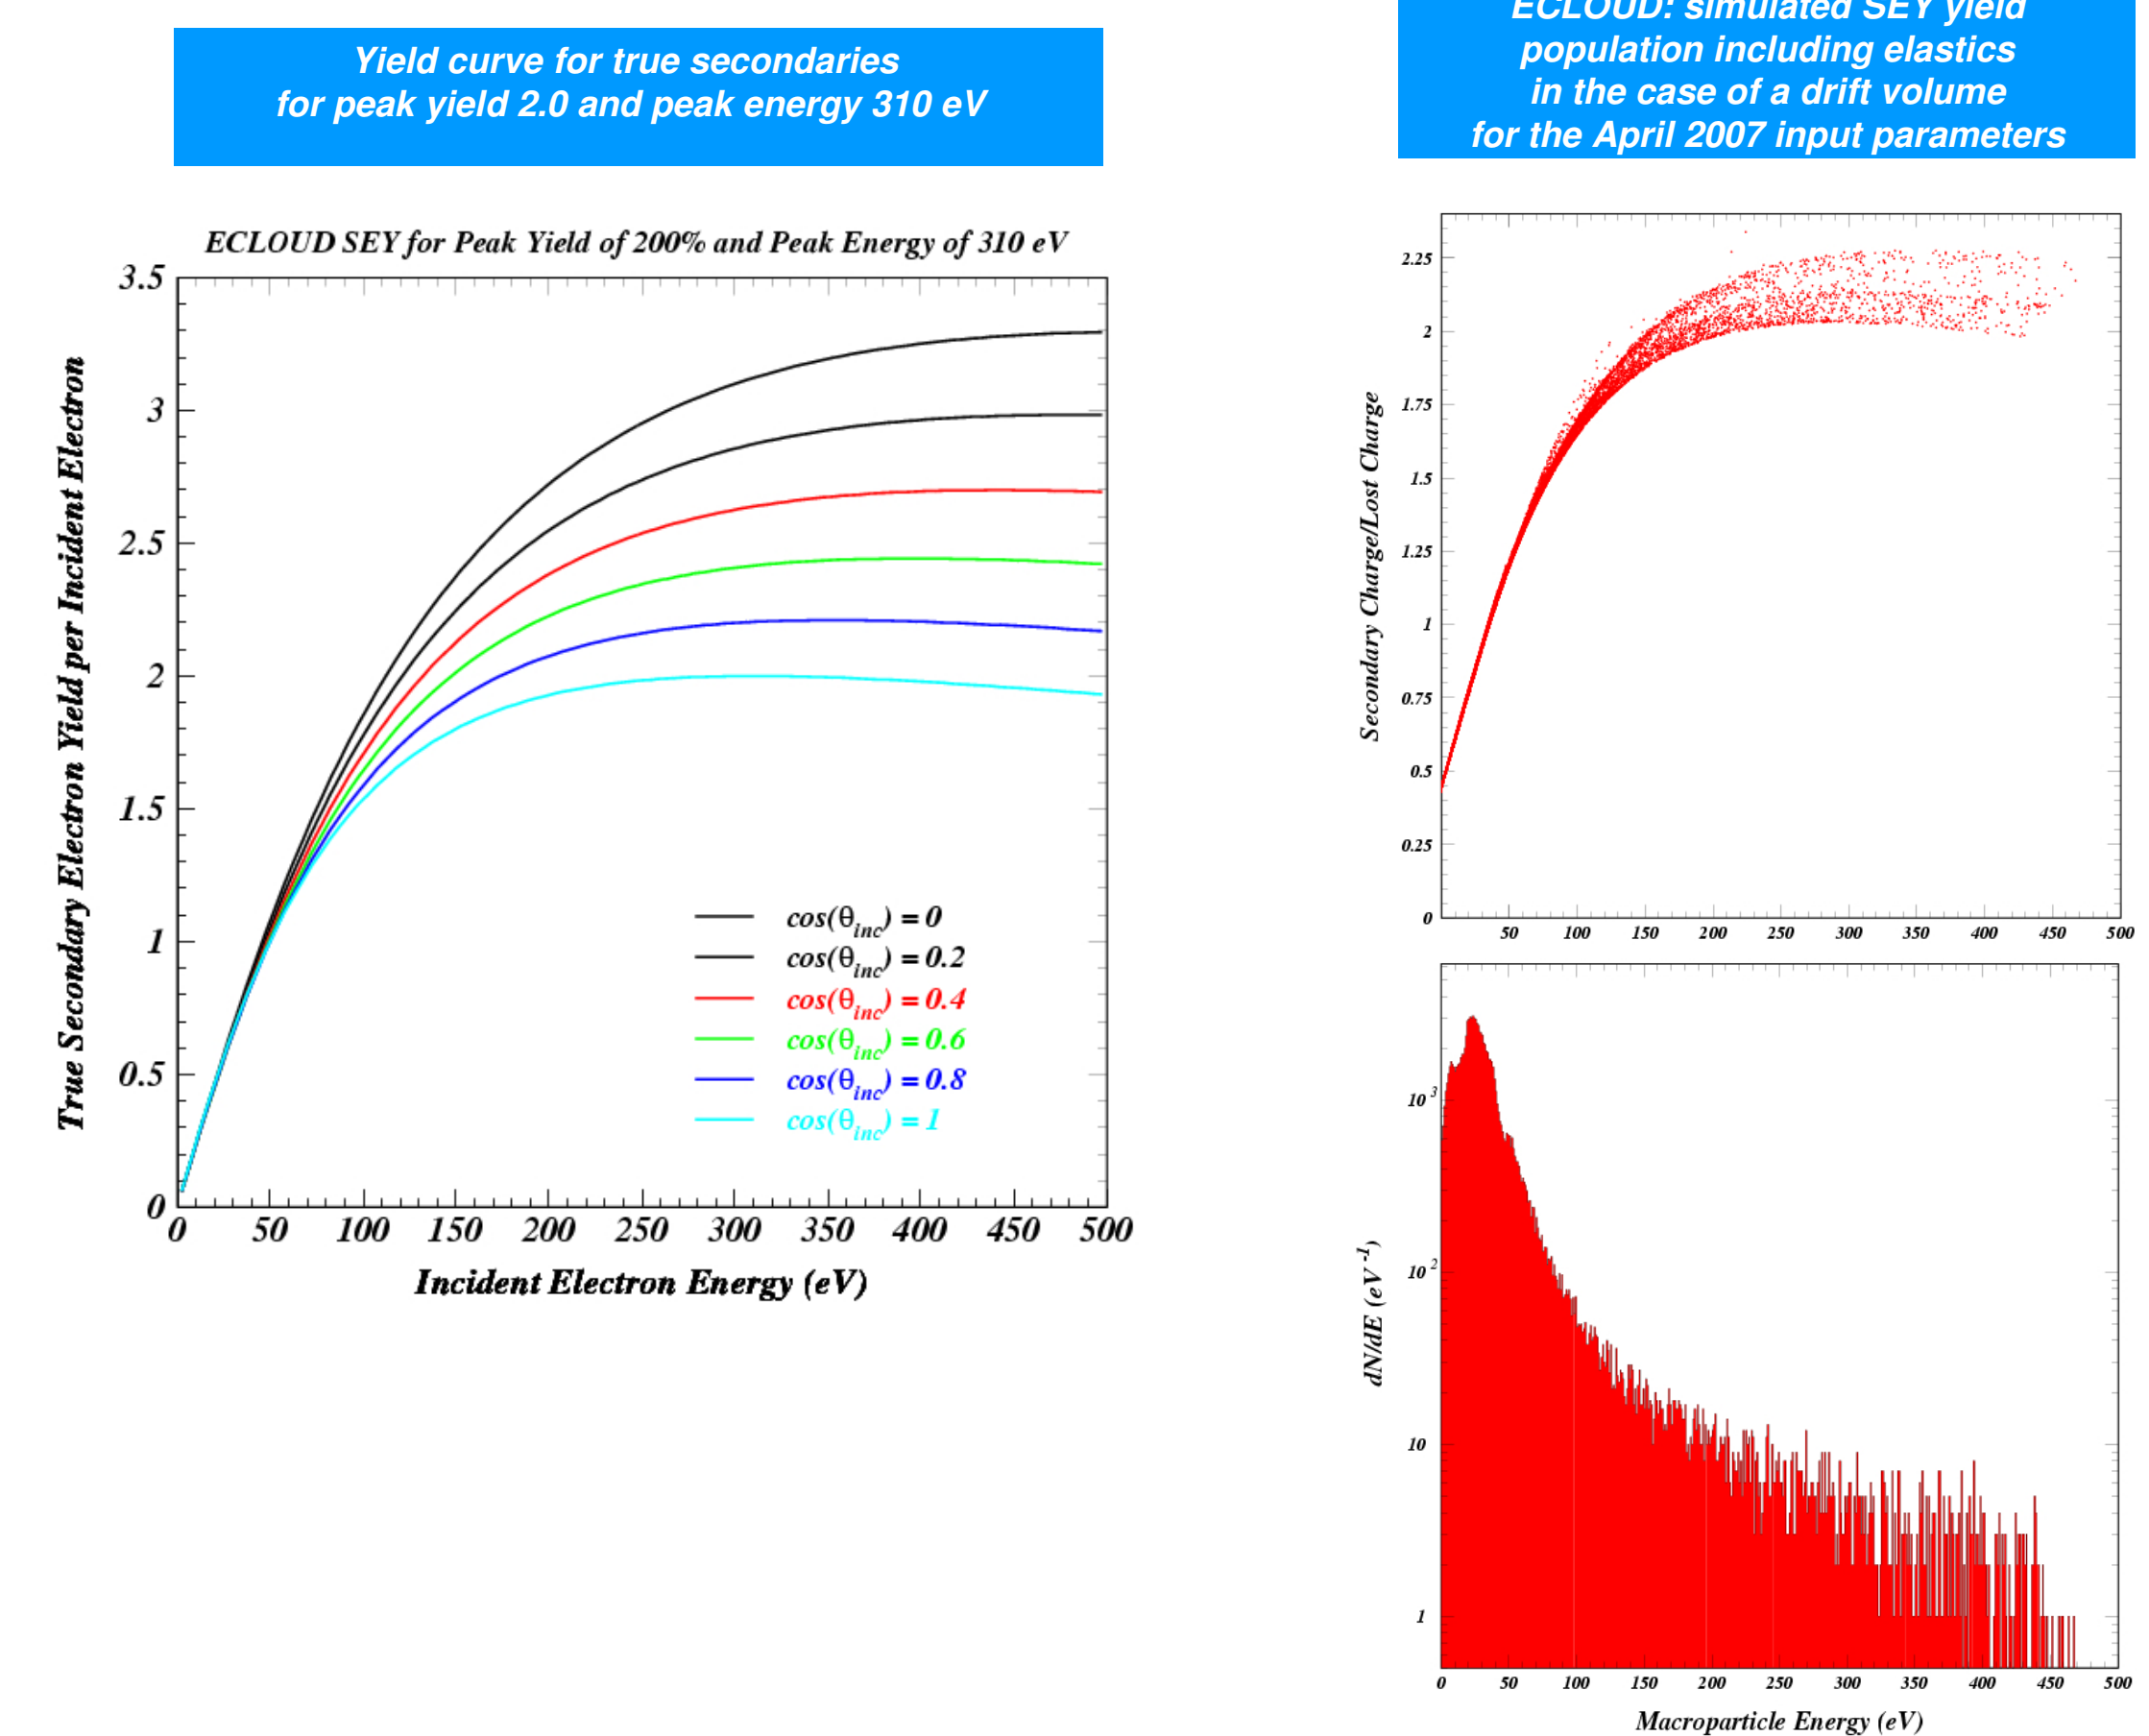 Yield curve for true secondaries
for peak yield 2.0 and peak energy 310 eV
ECLOUD SEY for Peak Yield of 200% and Peak Energy of 310 eV
3.5
3
2.5
2
1.5
1
0.5
0
True Secondary Electron Yield per Incident Electron
cos(θinc) = 0
cos(θinc) = 0.2
cos(θinc) = 0.4
cos(θinc) = 0.6
cos(θinc) = 0.8
cos(θinc) = 1
0 50 100 150 200 250 300 350 400 450 500
Incident Electron Energy (eV)
ECLOUD: simulated SEY yield
population including elastics
in the case of a drift volume
for the April 2007 input parameters
2.25
2
1.75
1.5
1.25
1
0.75
0.5
0.25
0
Secondary Charge/Lost Charge
50 100 150 200 250 300 350 400 450 500
10^3
10^2
10
1
dN/dE (eV^-1)
0 50 100 150 200 250 300 350 400 450 500
Macroparticle Energy (eV)